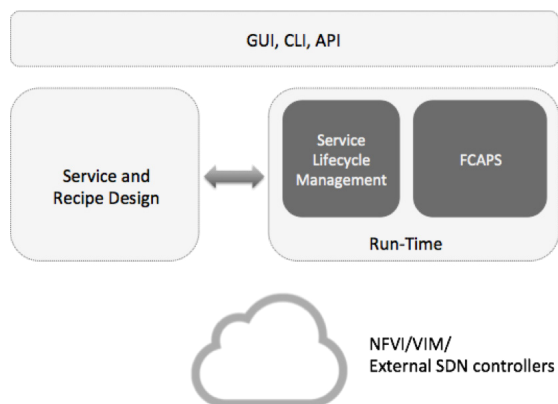 GUI, CLI, API
Service and
Recipe Design
Service
Lifecycle
Management
FCAPS
Run-Time
NFVI/VIM/
External SDN controllers